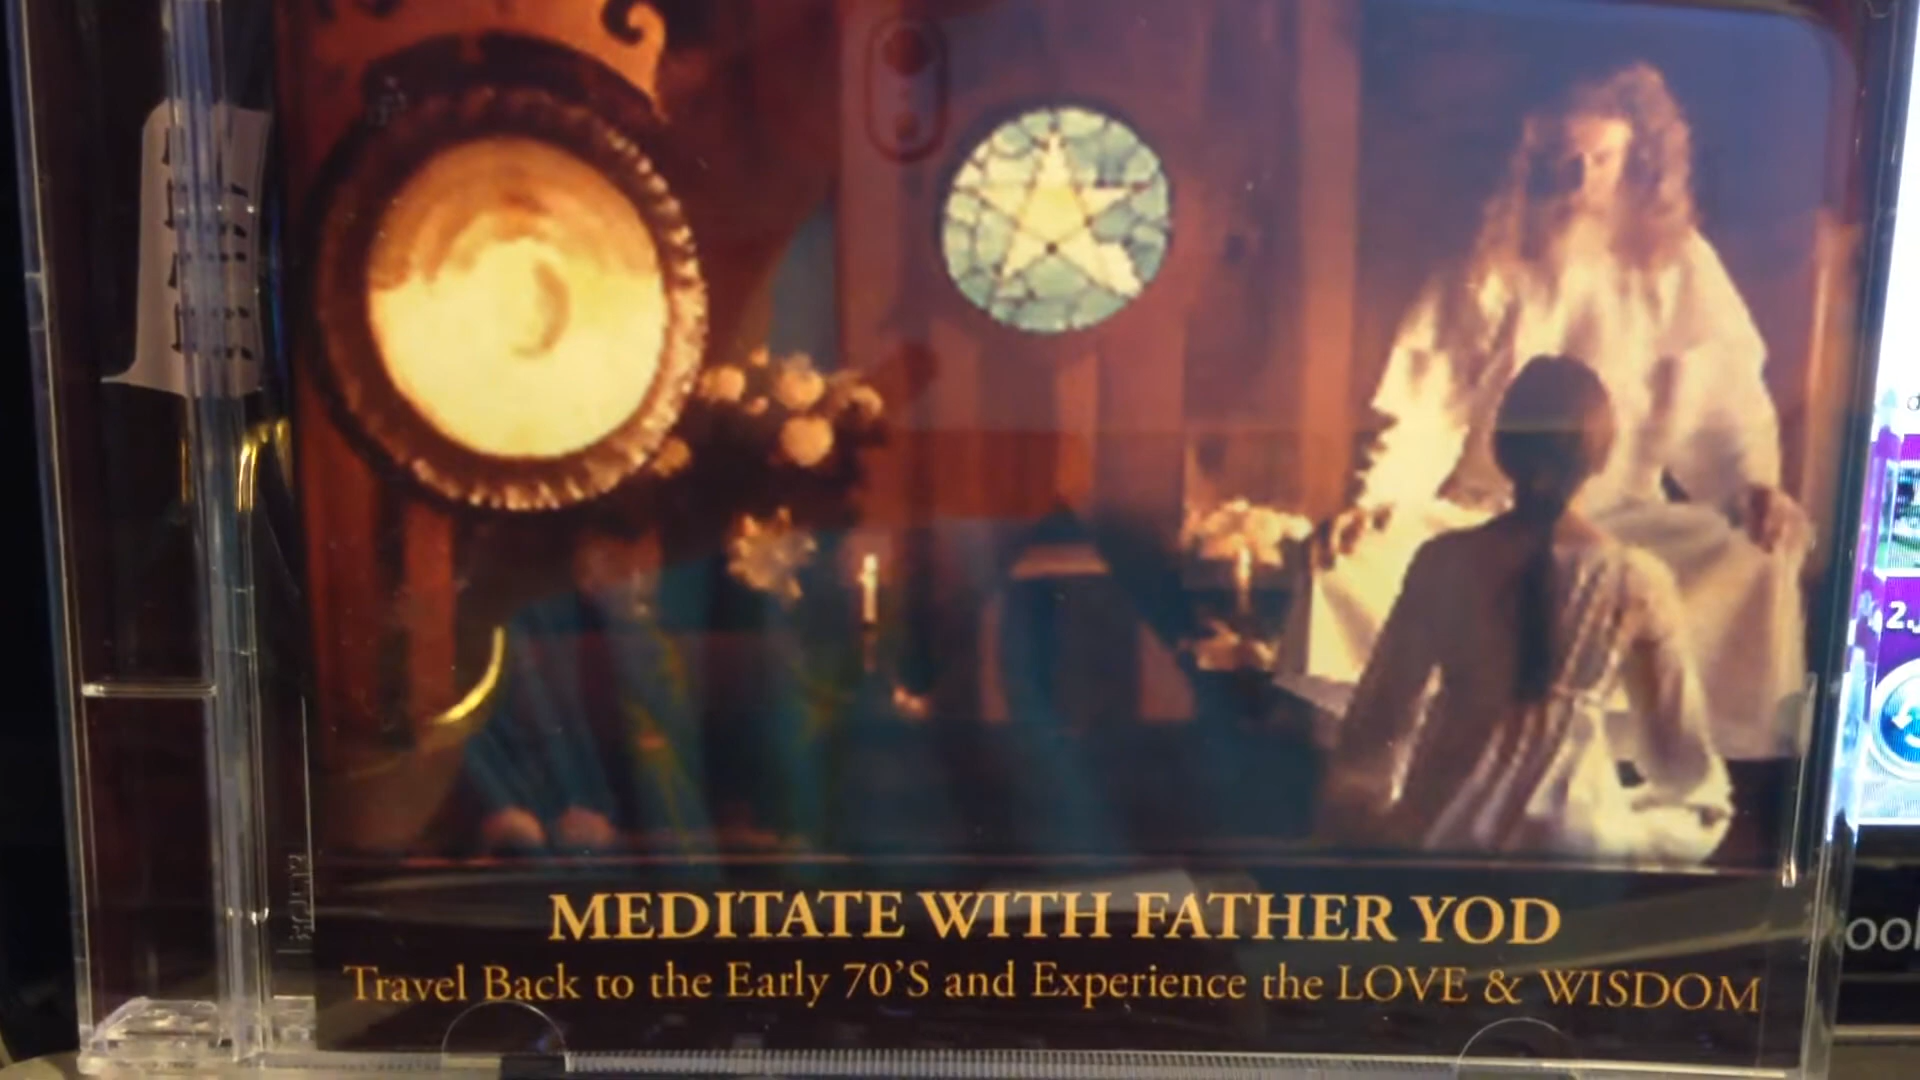 MEDITATE WITH FATHER YOD
Travel Back to the Early 70'S and Experience the LOVE & WISDOM